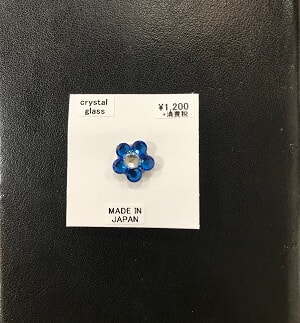 crystal
glass
¥1,200
+消費税
MADE IN
JAPAN